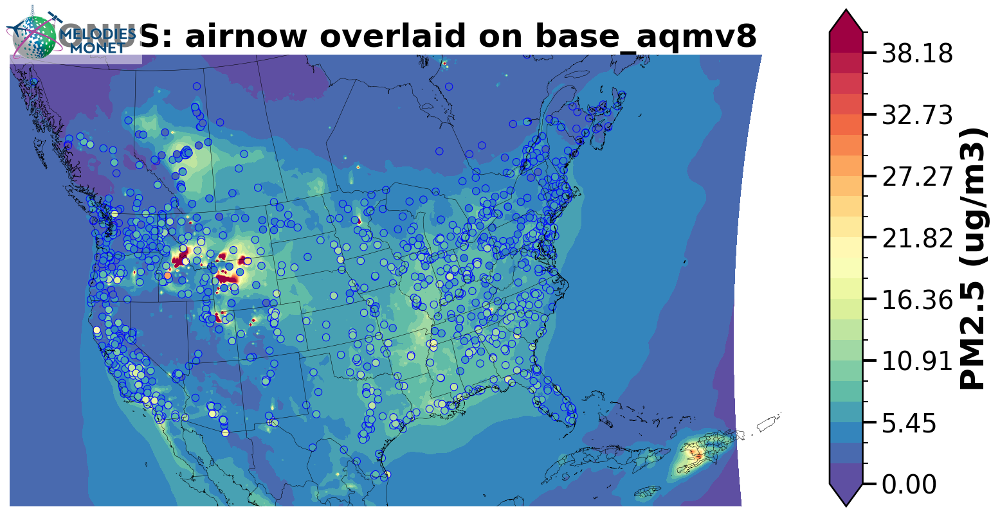 MELODIES
MONET
ONUS: airnow overlaid on base_aqmv8
38.18
32.73
27.27
21.82
16.36
10.91
5.45
0.00
PM2.5 (ug/m3)